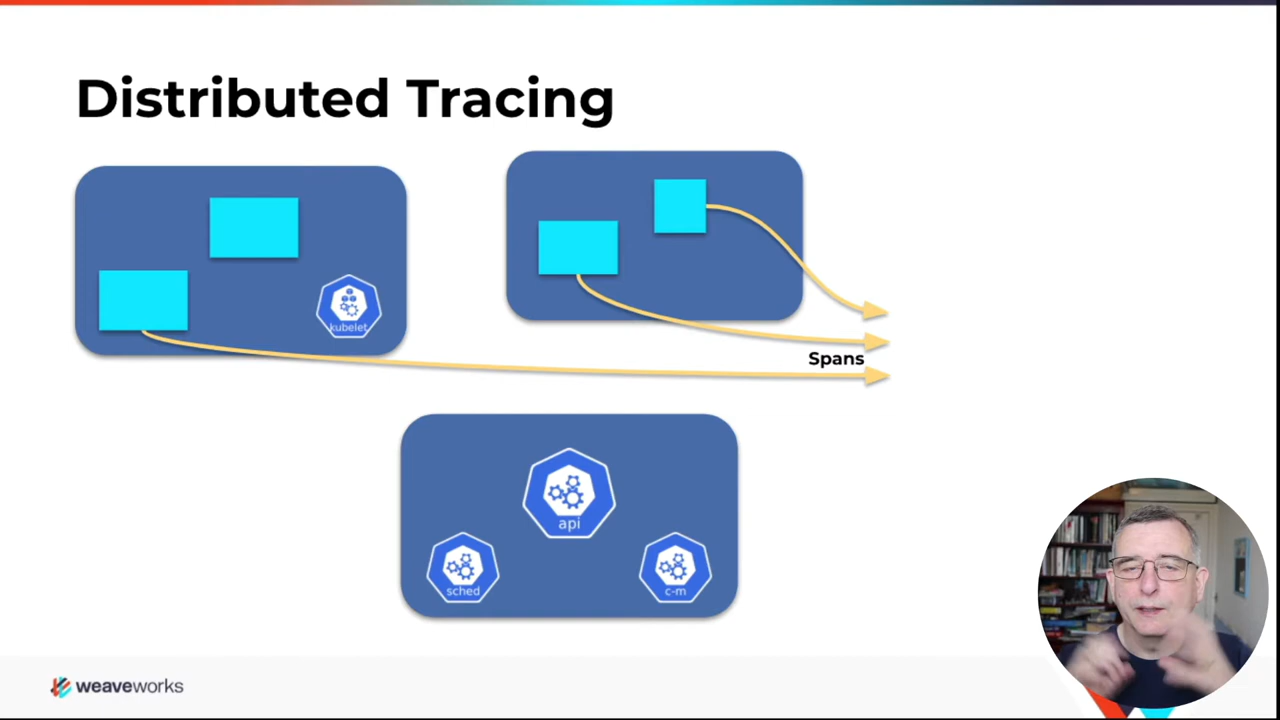 Distributed Tracing
kubelet
Spans
api
sched
c-m
weaveworks